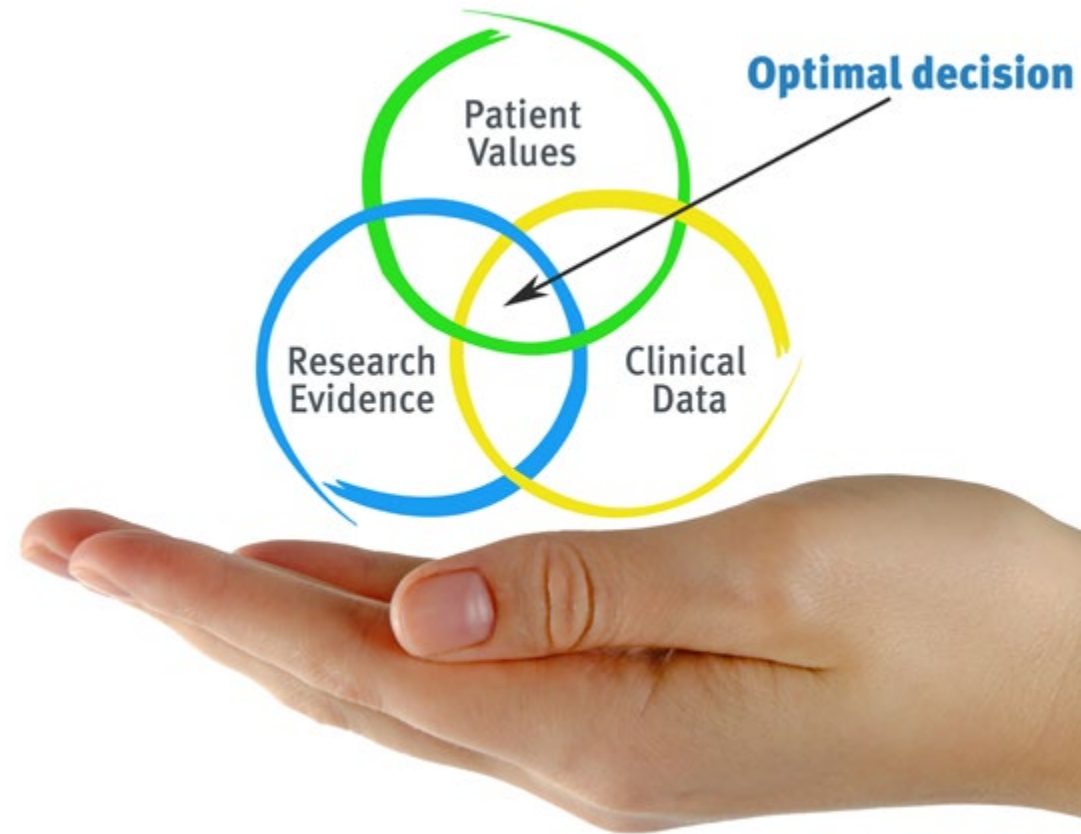 Optimal decision
Patient
Values
Research
Evidence
Clinical
Data